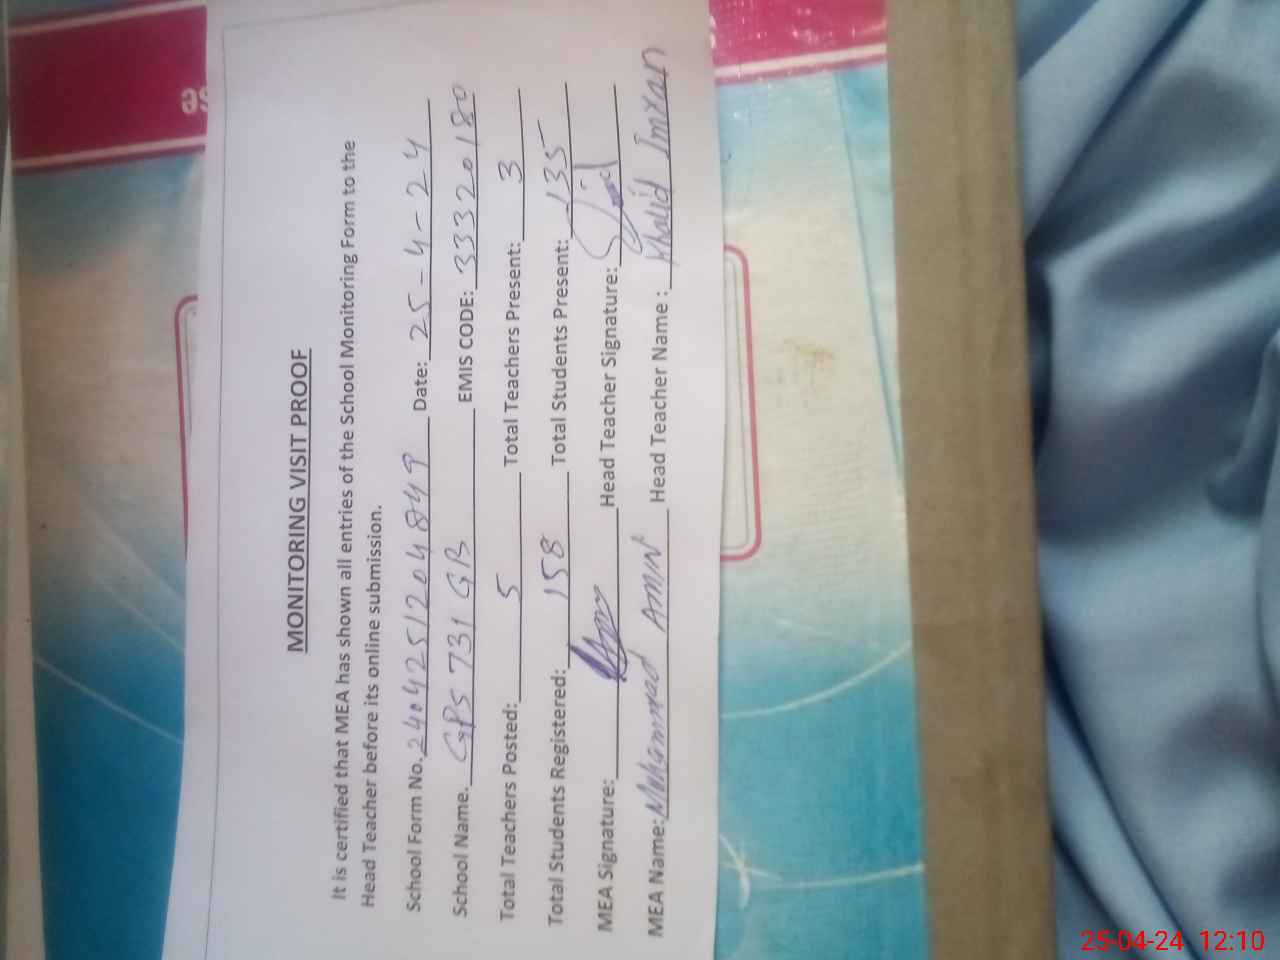 MONITORING VISIT PROOF
It is certified that MEA has shown all entries of the School Monitoring Form to the
Head Teacher before its online submission.
School Form No. 2404251204849 Date: 25-4-24
School Name. GPS 731 GB EMIS CODE: 33320180
Total Teachers Posted: 5 Total Teachers Present: 3
Total Students Registered: 158 Total Students Present: 135
MEA Signature: Head Teacher Signature:
MEA Name: Muhammad AMIN Head Teacher Name : Khalid Imran
25-04-24 12:10